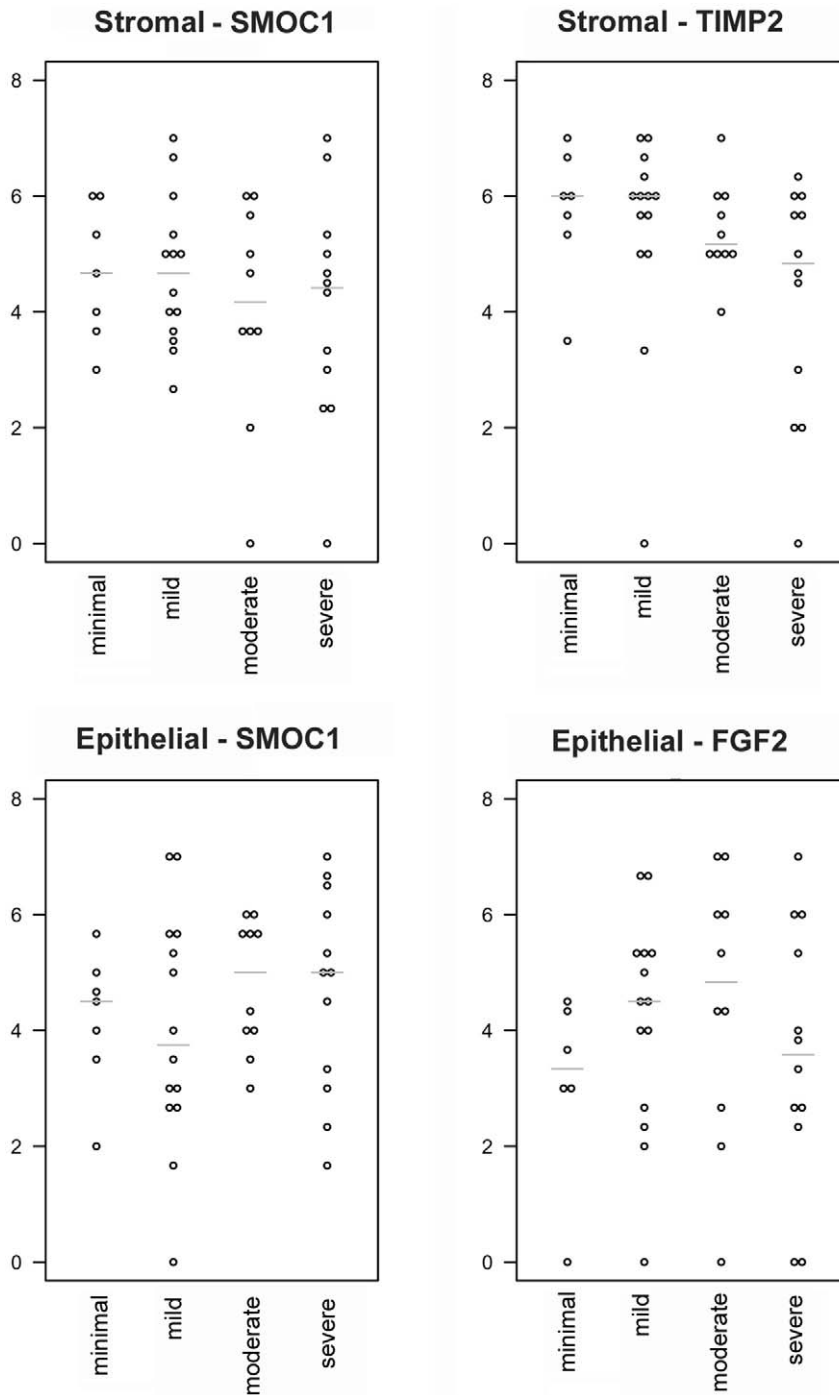 Stromal - SMOC1
8
6
4
2
0
minimal
mild
moderate
severe
Stromal - TIMP2
8
6
4
2
0
minimal
mild
moderate
severe
Epithelial - SMOC1
8
6
4
2
0
minimal
mild
moderate
severe
Epithelial - FGF2
8
6
4
2
0
minimal
mild
moderate
severe